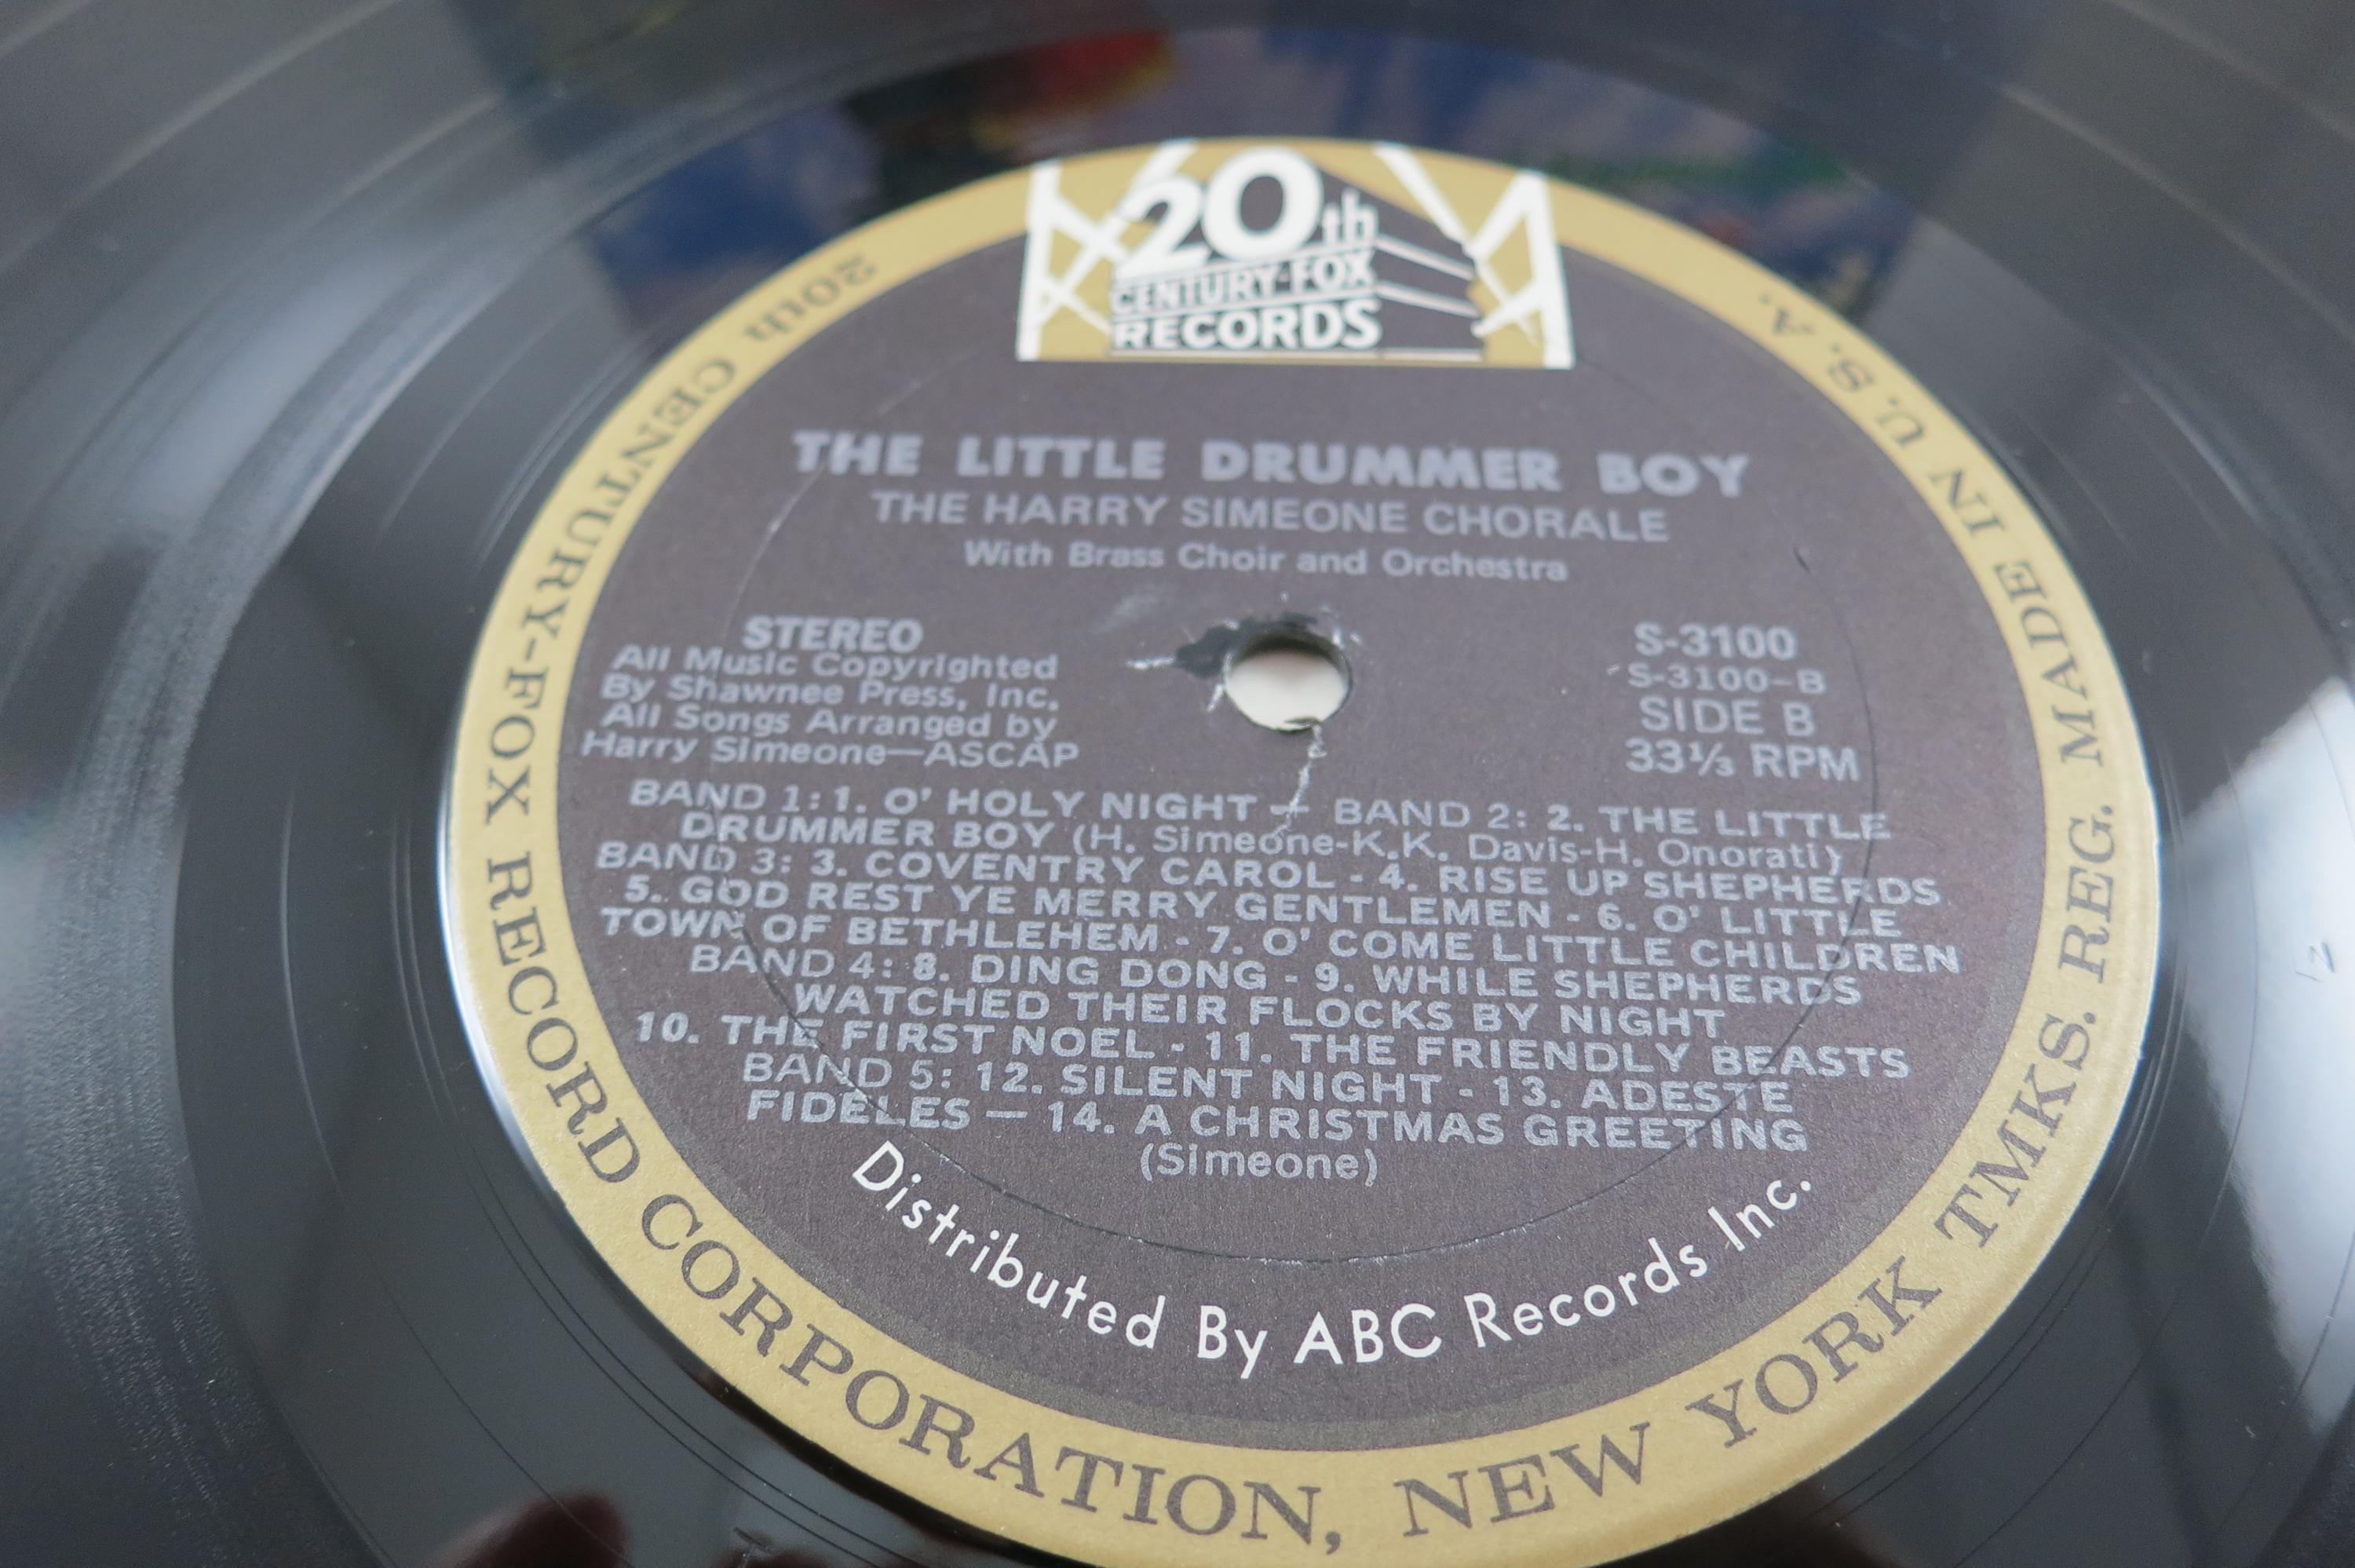 20th
CENTURY-FOX
RECORDS
THE LITTLE DRUMMER BOY
THE HARRY SIMEONE CHORALE
With Brass Choir and Orchestra
STEREO
All Music Copyrighted
By Shawnee Press, Inc.
All Songs Arranged by
Harry Simeone—ASCAP
S-3100
S-3100-B
SIDE B
33⅓ RPM
BAND 1: 1. O' HOLY NIGHT — BAND 2: 2. THE LITTLE
DRUMMER BOY (H. Simeone-K.K. Davis-H. Onorati)
BAND 3: 3. COVENTRY CAROL - 4. RISE UP SHEPHERDS
5. GOD REST YE MERRY GENTLEMEN - 6. O' LITTLE
TOWN OF BETHLEHEM - 7. O' COME LITTLE CHILDREN
BAND 4: 8. DING DONG - 9. WHILE SHEPHERDS
WATCHED THEIR FLOCKS BY NIGHT
10. THE FIRST NOEL - 11. THE FRIENDLY BEASTS
BAND 5: 12. SILENT NIGHT - 13. ADESTE
FIDELES — 14. A CHRISTMAS GREETING
(Simeone)
Distributed By ABC Records Inc.
20th CENTURY-FOX RECORD CORPORATION, NEW YORK TMKS. REG. MADE IN U. S. A.